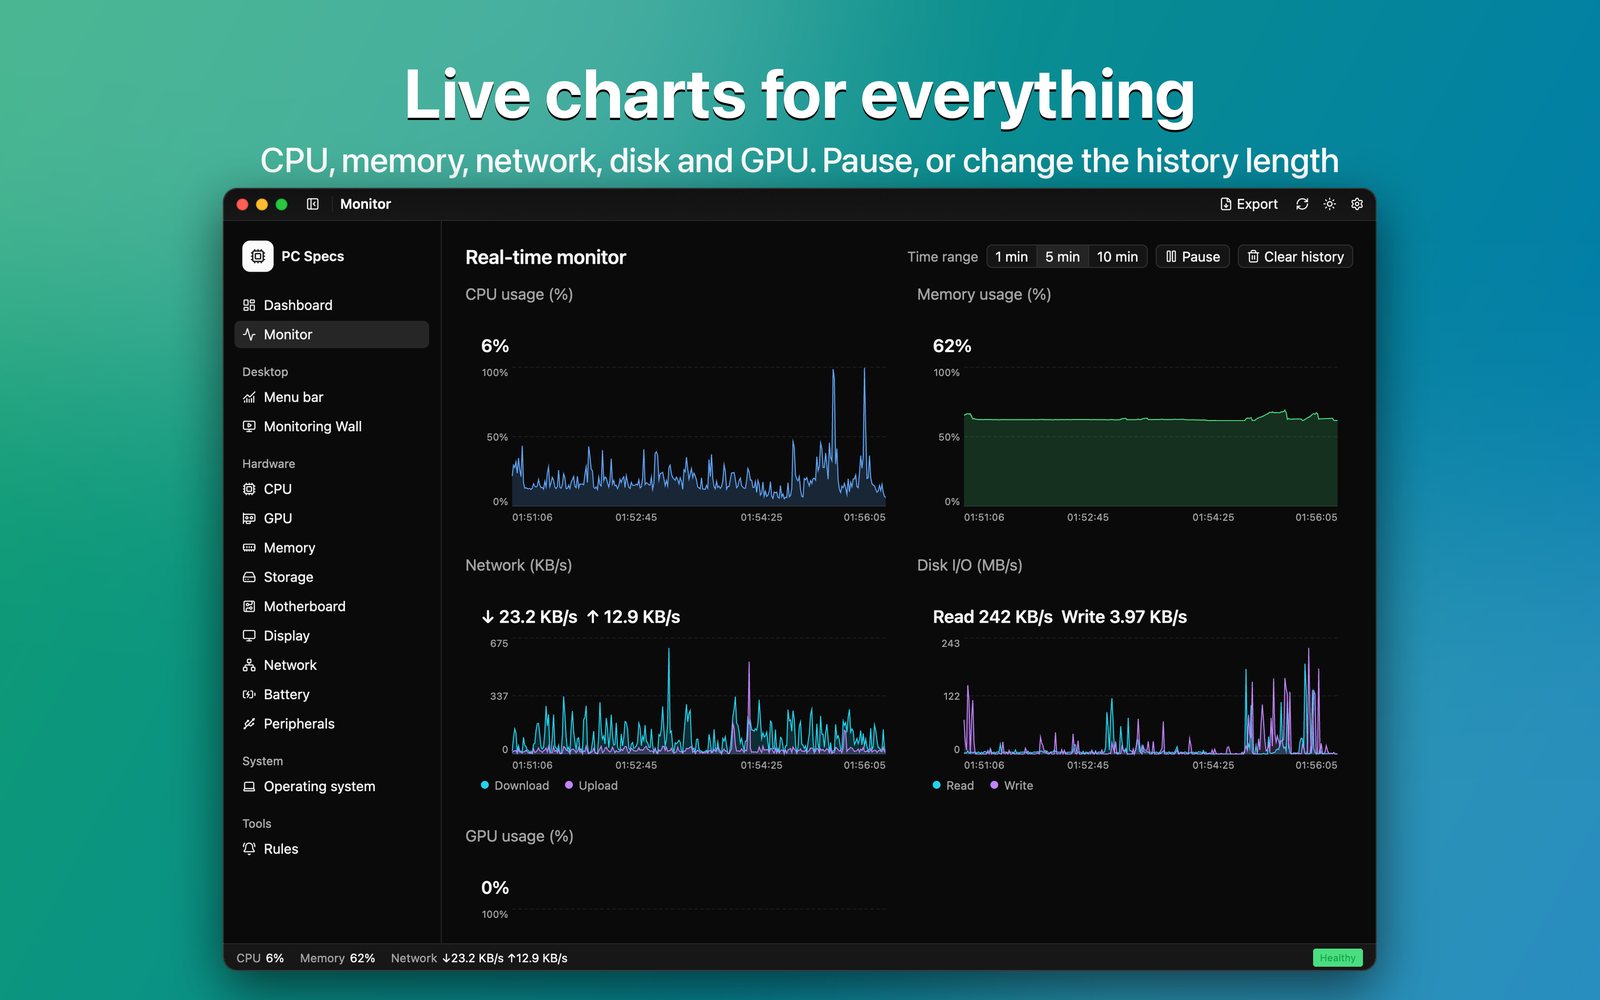 Live charts for everything
CPU, memory, network, disk and GPU. Pause, or change the history length
Monitor
Export
PC Specs
Dashboard
Monitor
Desktop
Menu bar
Monitoring Wall
Hardware
CPU
GPU
Memory
Storage
Motherboard
Display
Network
Battery
Peripherals
System
Operating system
Tools
Rules
Real-time monitor
Time range 1 min 5 min 10 min Pause Clear history
CPU usage (%)
6%
100%
50%
0%
01:51:06 01:52:45 01:54:25 01:56:05
Memory usage (%)
62%
100%
50%
0%
01:51:06 01:52:45 01:54:25 01:56:05
Network (KB/s)
↓ 23.2 KB/s ↑ 12.9 KB/s
675
337
0
01:51:06 01:52:45 01:54:25 01:56:05
Download Upload
Disk I/O (MB/s)
Read 242 KB/s Write 3.97 KB/s
243
122
0
01:51:06 01:52:45 01:54:25 01:56:05
Read Write
GPU usage (%)
0%
100%
CPU 6% Memory 62% Network ↓23.2 KB/s ↑12.9 KB/s
Healthy